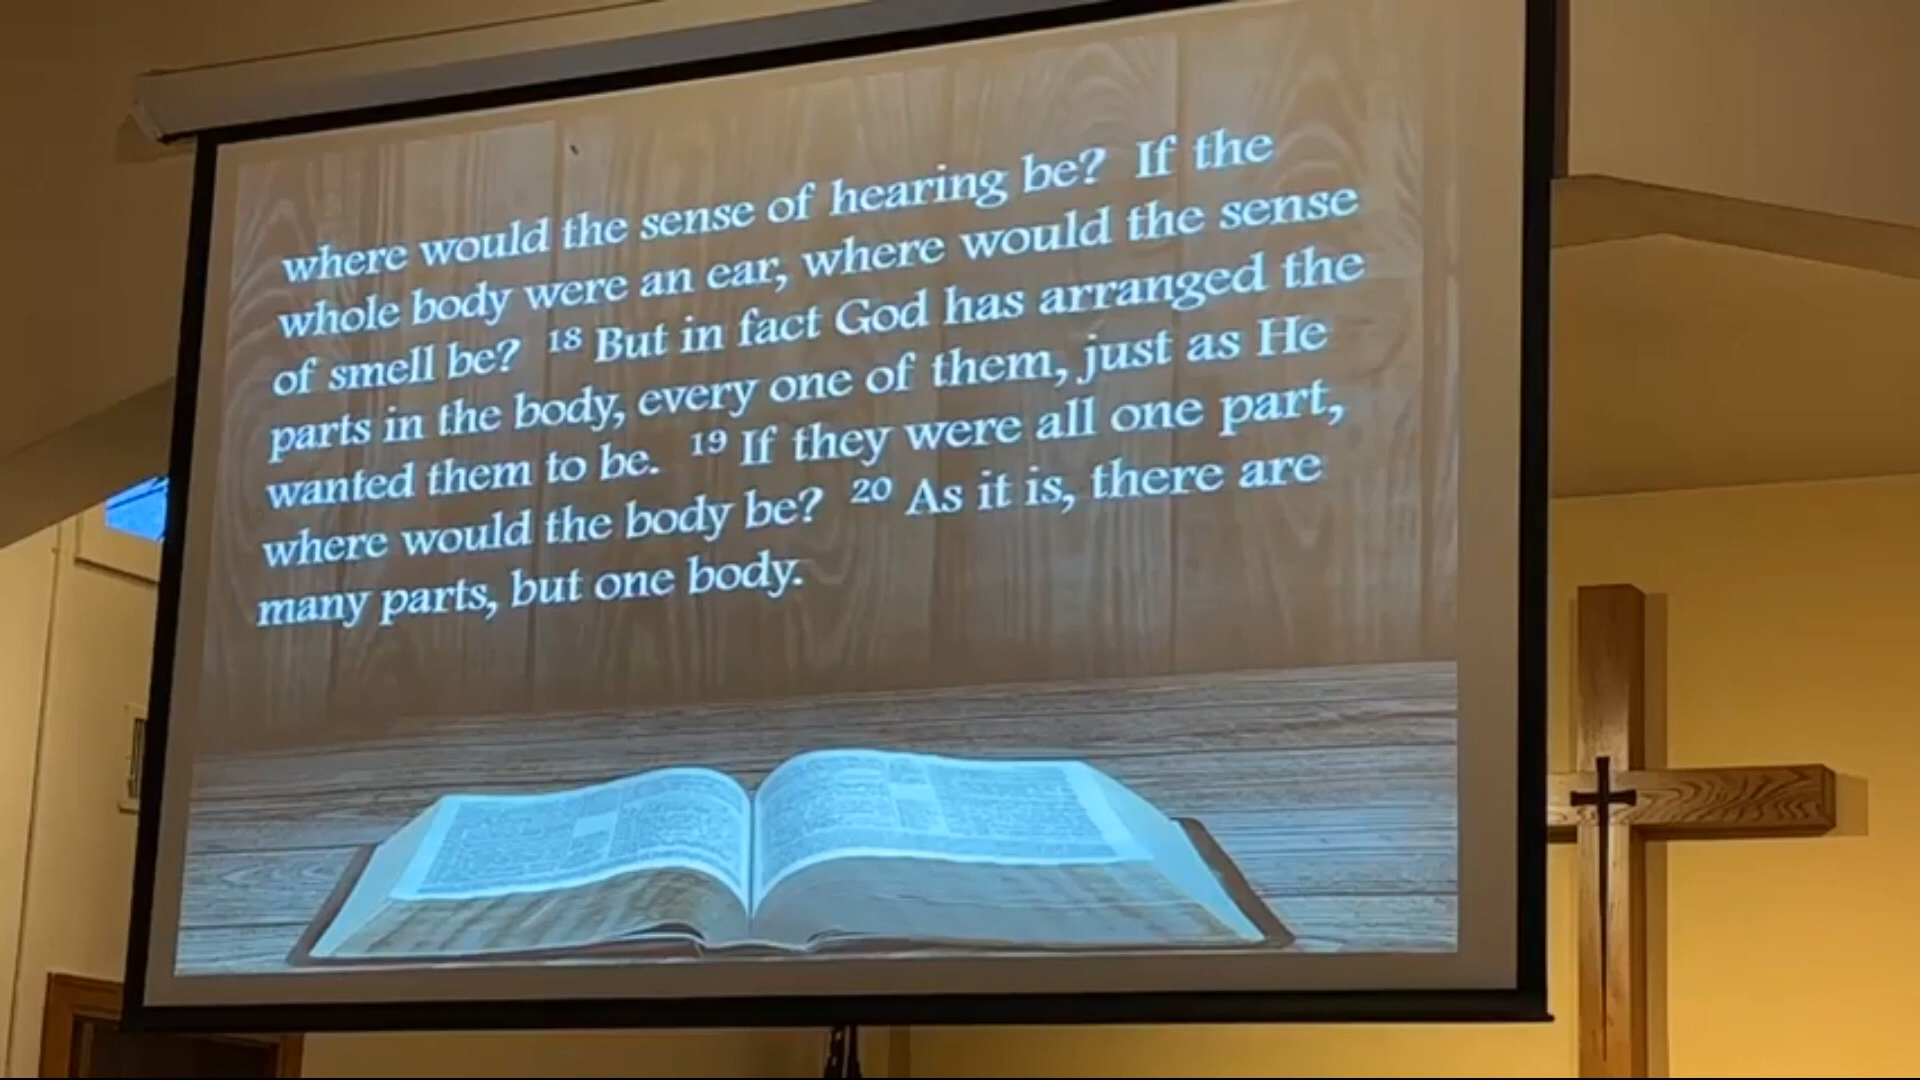 where would the sense of hearing be? If the
whole body were an ear, where would the sense
of smell be? 18 But in fact God has arranged the
parts in the body, every one of them, just as He
wanted them to be. 19 If they were all one part,
where would the body be? 20 As it is, there are
many parts, but one body.